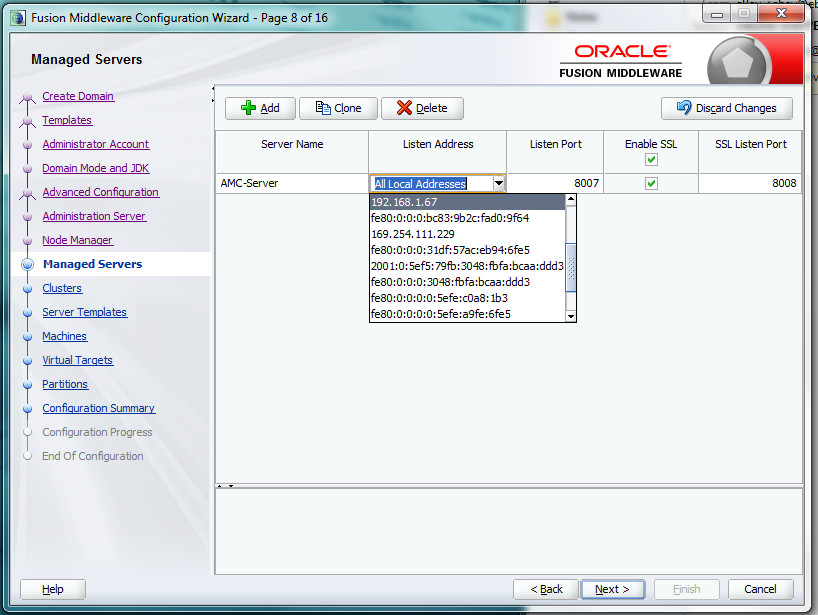 Fusion Middleware Configuration Wizard - Page 8 of 16
Managed Servers
ORACLE
FUSION MIDDLEWARE
Create Domain
Templates
Administrator Account
Domain Mode and JDK
Advanced Configuration
Administration Server
Node Manager
Managed Servers
Clusters
Server Templates
Machines
Virtual Targets
Partitions
Configuration Summary
Configuration Progress
End Of Configuration
Add Clone Delete Discard Changes
Server Name Listen Address Listen Port Enable SSL SSL Listen Port
AMC-Server All Local Addresses 8007 8008
192.168.1.67
fe80:0:0:0:bc83:9b2c:fad0:9f64
169.254.111.229
fe80:0:0:0:31df:57ac:eb94:6fe5
2001:0:5ef5:79fb:3048:fbfa:bcaa:ddd3
fe80:0:0:0:3048:fbfa:bcaa:ddd3
fe80:0:0:0:0:5efe:c0a8:1b3
fe80:0:0:0:0:5efe:a9fe:6fe5
Help < Back Next > Finish Cancel